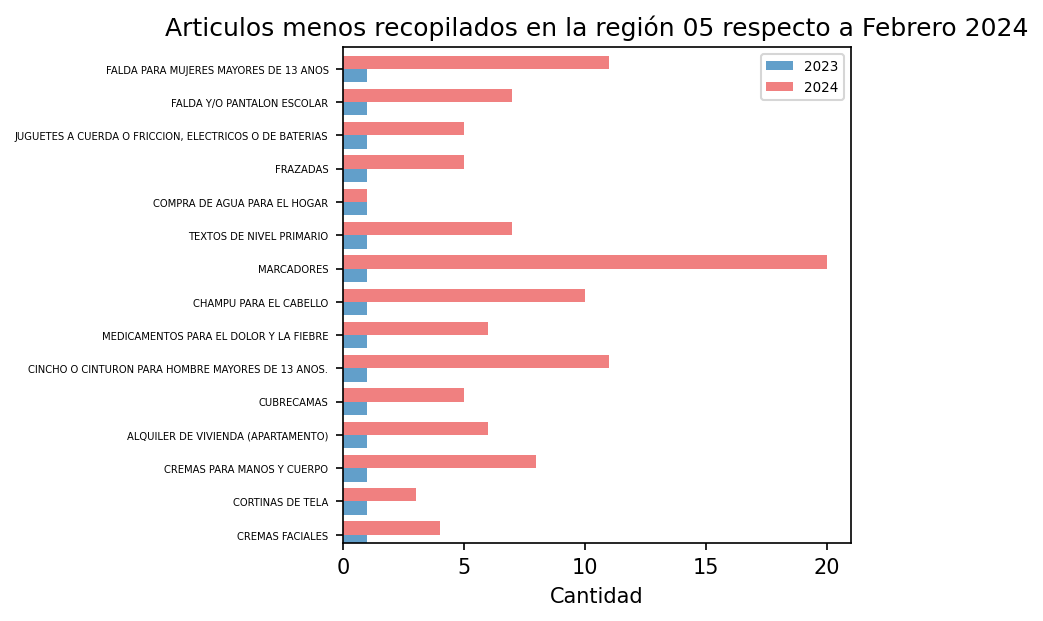 Articulos menos recopilados en la región 05 respecto a Febrero 2024
2023
2024
FALDA PARA MUJERES MAYORES DE 13 ANOS
FALDA Y/O PANTALON ESCOLAR
JUGUETES A CUERDA O FRICCION, ELECTRICOS O DE BATERIAS
FRAZADAS
COMPRA DE AGUA PARA EL HOGAR
TEXTOS DE NIVEL PRIMARIO
MARCADORES
CHAMPU PARA EL CABELLO
MEDICAMENTOS PARA EL DOLOR Y LA FIEBRE
CINCHO O CINTURON PARA HOMBRE MAYORES DE 13 ANOS.
CUBRECAMAS
ALQUILER DE VIVIENDA (APARTAMENTO)
CREMAS PARA MANOS Y CUERPO
CORTINAS DE TELA
CREMAS FACIALES
0 5 10 15 20
Cantidad